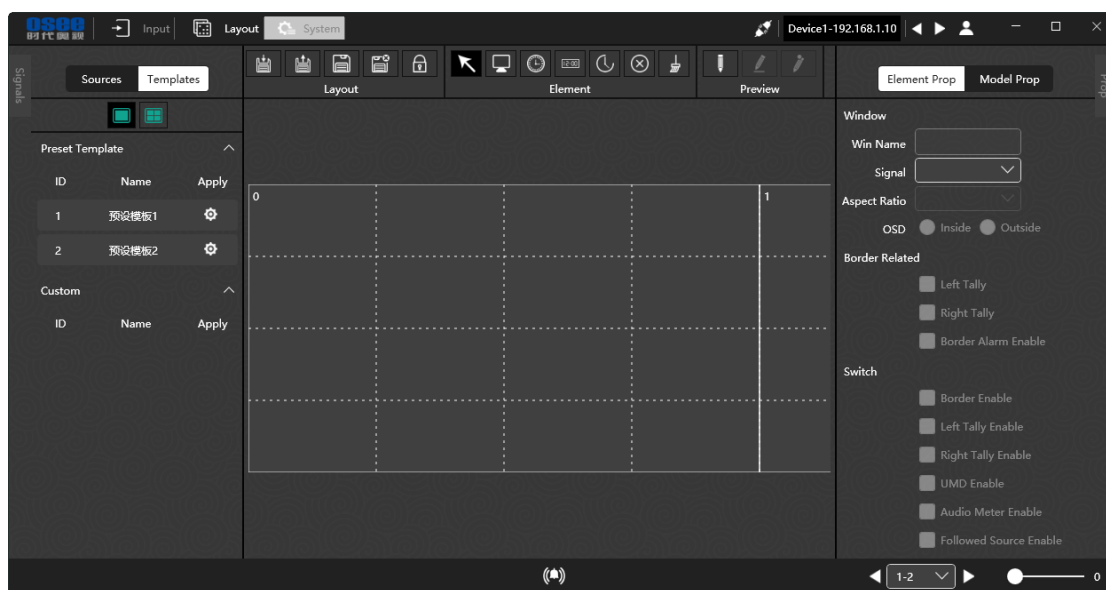 OSEE
时代奥视
Input
Layout
System
Device1-192.168.1.10
Signals
Sources
Templates
Layout
Element
Preview
Element Prop
Model Prop
Prop
Preset Template
ID Name Apply
1 预设模板1
2 预设模板2
Custom
ID Name Apply
0
1
Window
Win Name
Signal
Aspect Ratio
OSD Inside Outside
Border Related
Left Tally
Right Tally
Border Alarm Enable
Switch
Border Enable
Left Tally Enable
Right Tally Enable
UMD Enable
Audio Meter Enable
Followed Source Enable
1-2
0